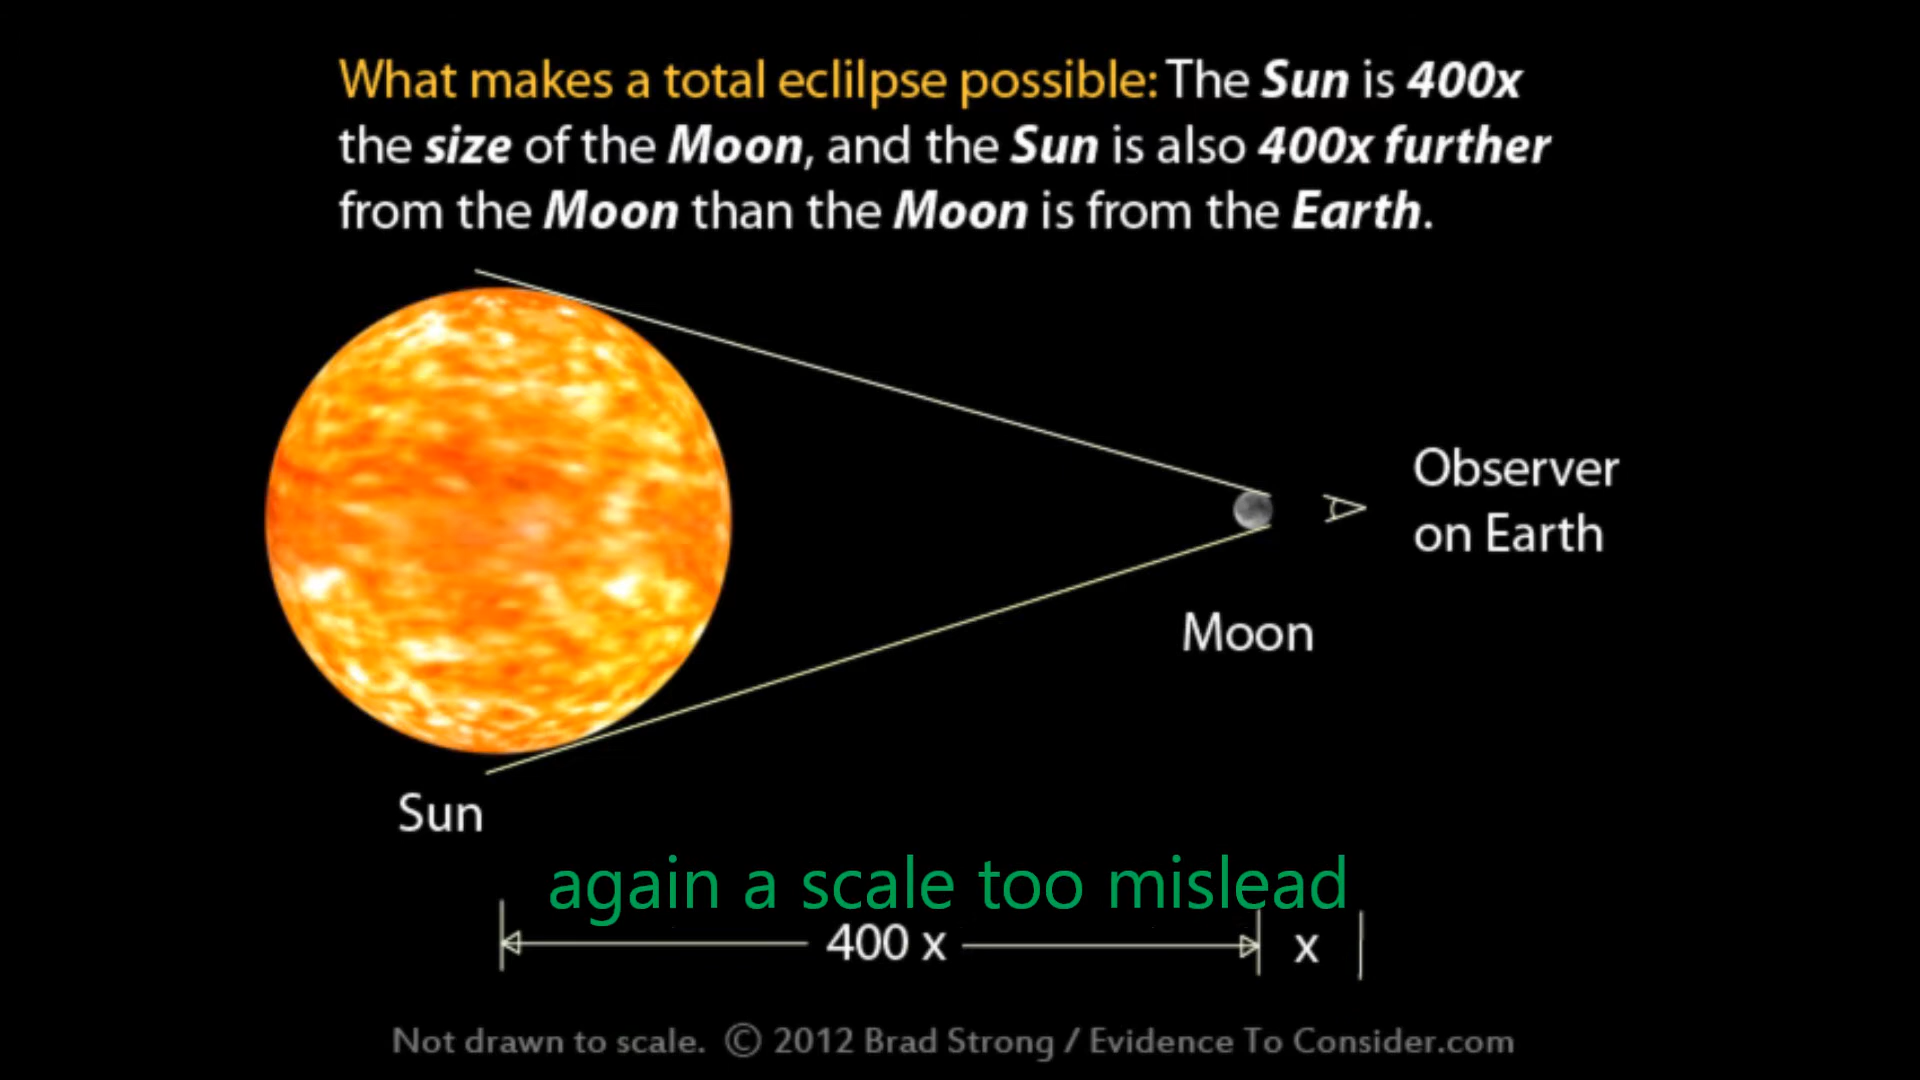 What makes a total eclilpse possible: The Sun is 400x
the size of the Moon, and the Sun is also 400x further
from the Moon than the Moon is from the Earth.
Observer
on Earth
Moon
Sun
again a scale too mislead
400 x
x
Not drawn to scale. © 2012 Brad Strong / Evidence To Consider.com